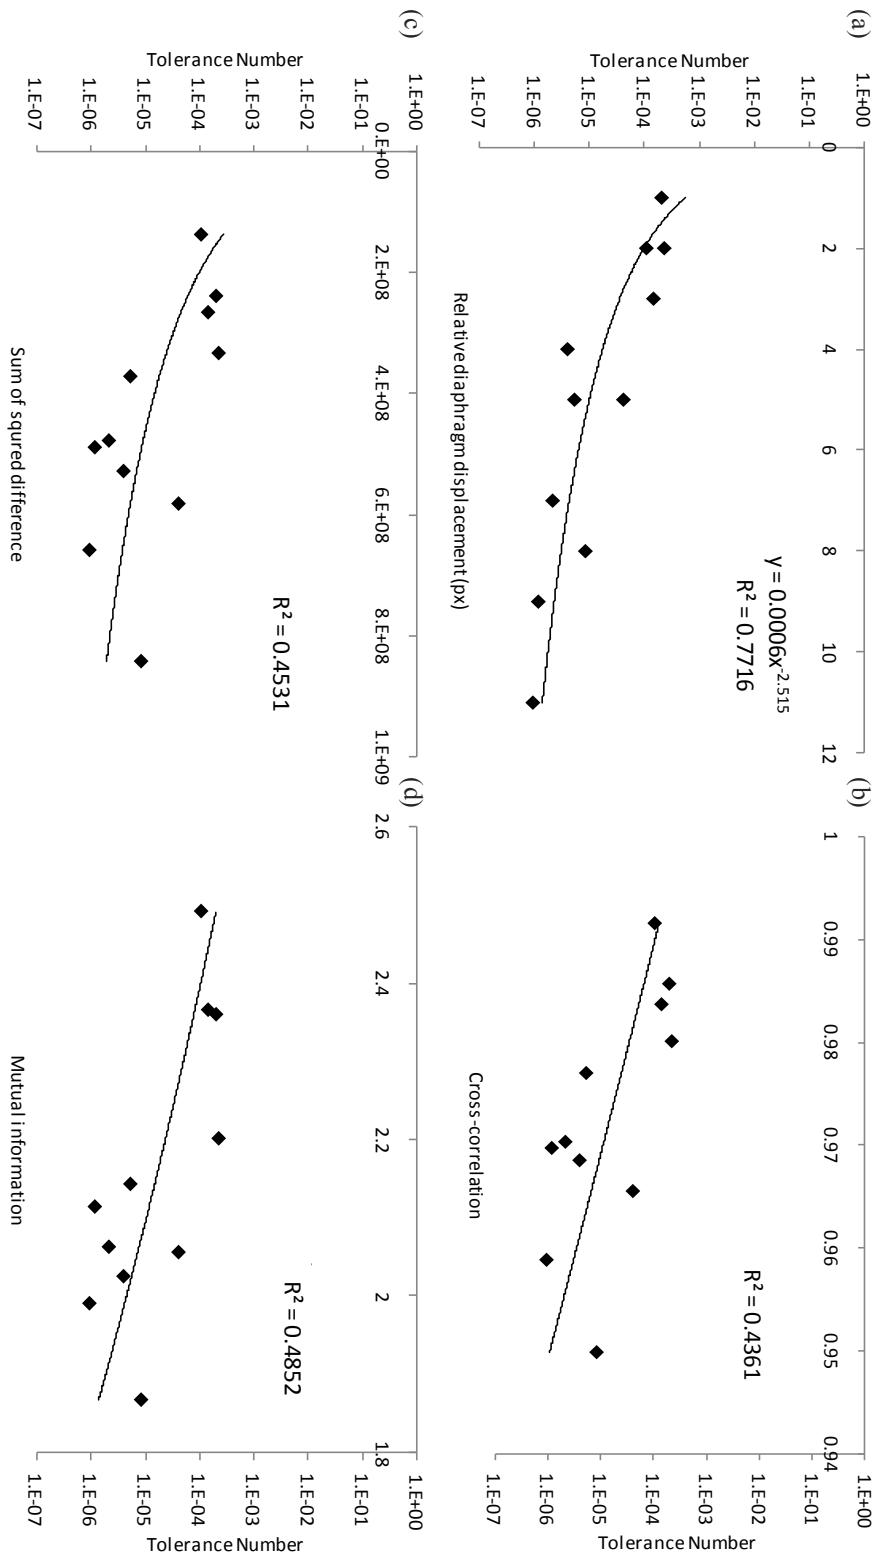 (a)
1.E+00
1.E-01
1.E-02
1.E-03
1.E-04
1.E-05
1.E-06
1.E-07
Tolerance Number
0 2 4 6 8 10 12
y = 0.0006x^-2.515
R² = 0.7716
Relative diaphragm displacement (px)
(b)
1 0.99 0.98 0.97 0.96 0.95 0.94
1.E+00
1.E-01
1.E-02
1.E-03
1.E-04
1.E-05
1.E-06
1.E-07
Tolerance Number
R² = 0.4361
Cross-correlation
(c)
1.E+00
1.E-01
1.E-02
1.E-03
1.E-04
1.E-05
1.E-06
1.E-07
Tolerance Number
0.E+00 2.E+08 4.E+08 6.E+08 8.E+08 1.E+09
R² = 0.4531
Sum of squred difference
(d)
2.6 2.4 2.2 2 1.8
1.E+00
1.E-01
1.E-02
1.E-03
1.E-04
1.E-05
1.E-06
1.E-07
Tolerance Number
R² = 0.4852
Mutual information